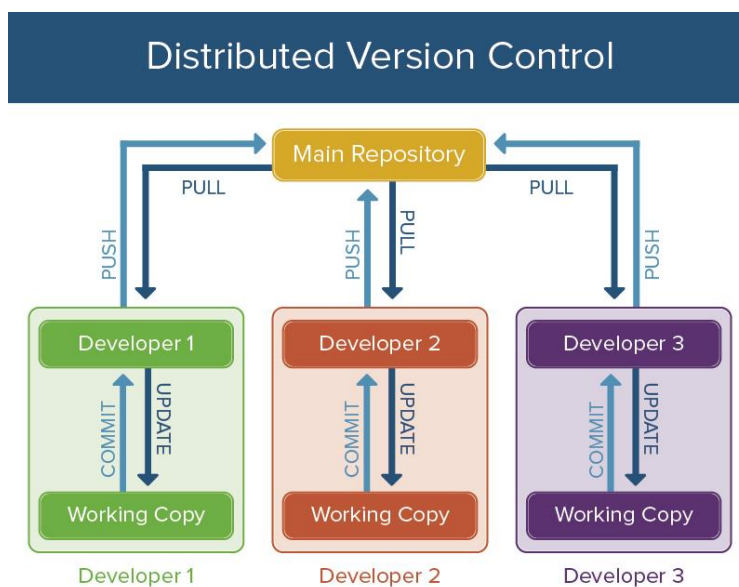 Distributed Version Control
Main Repository
PULL
PULL
PUSH
PUSH
PULL
PUSH
Developer 1
Developer 2
Developer 3
COMMIT
UPDATE
COMMIT
UPDATE
COMMIT
UPDATE
Working Copy
Working Copy
Working Copy
Developer 1
Developer 2
Developer 3